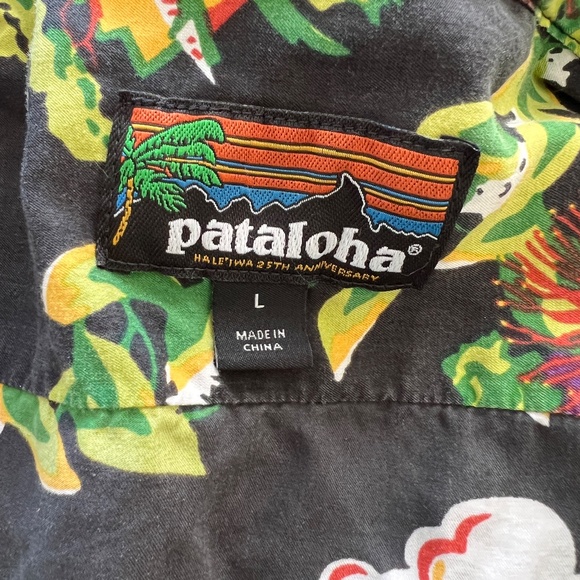 pataloha®
HALE'IWA 25TH ANNIVERSARY
L
MADE IN
CHINA